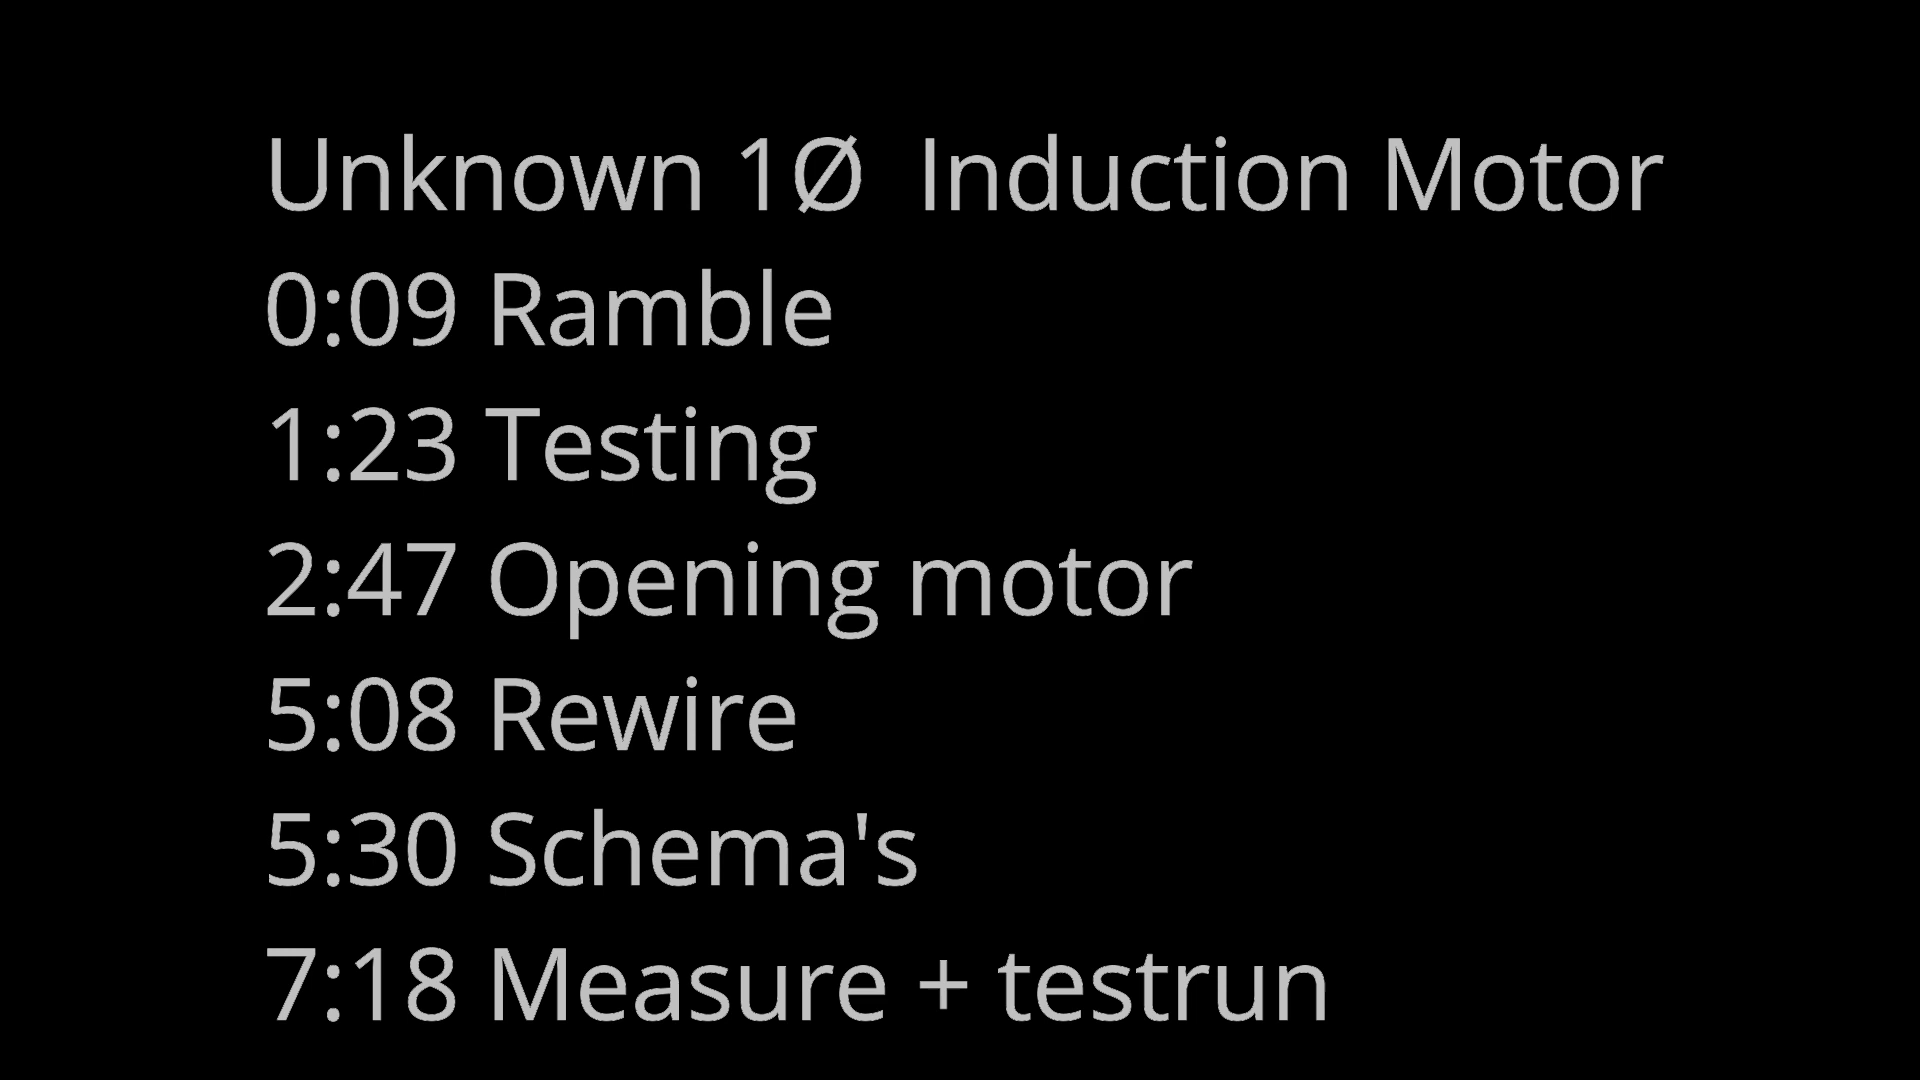 Unknown 1Ø  Induction Motor
0:09 Ramble
1:23 Testing
2:47 Opening motor
5:08 Rewire
5:30 Schema's
7:18 Measure + testrun